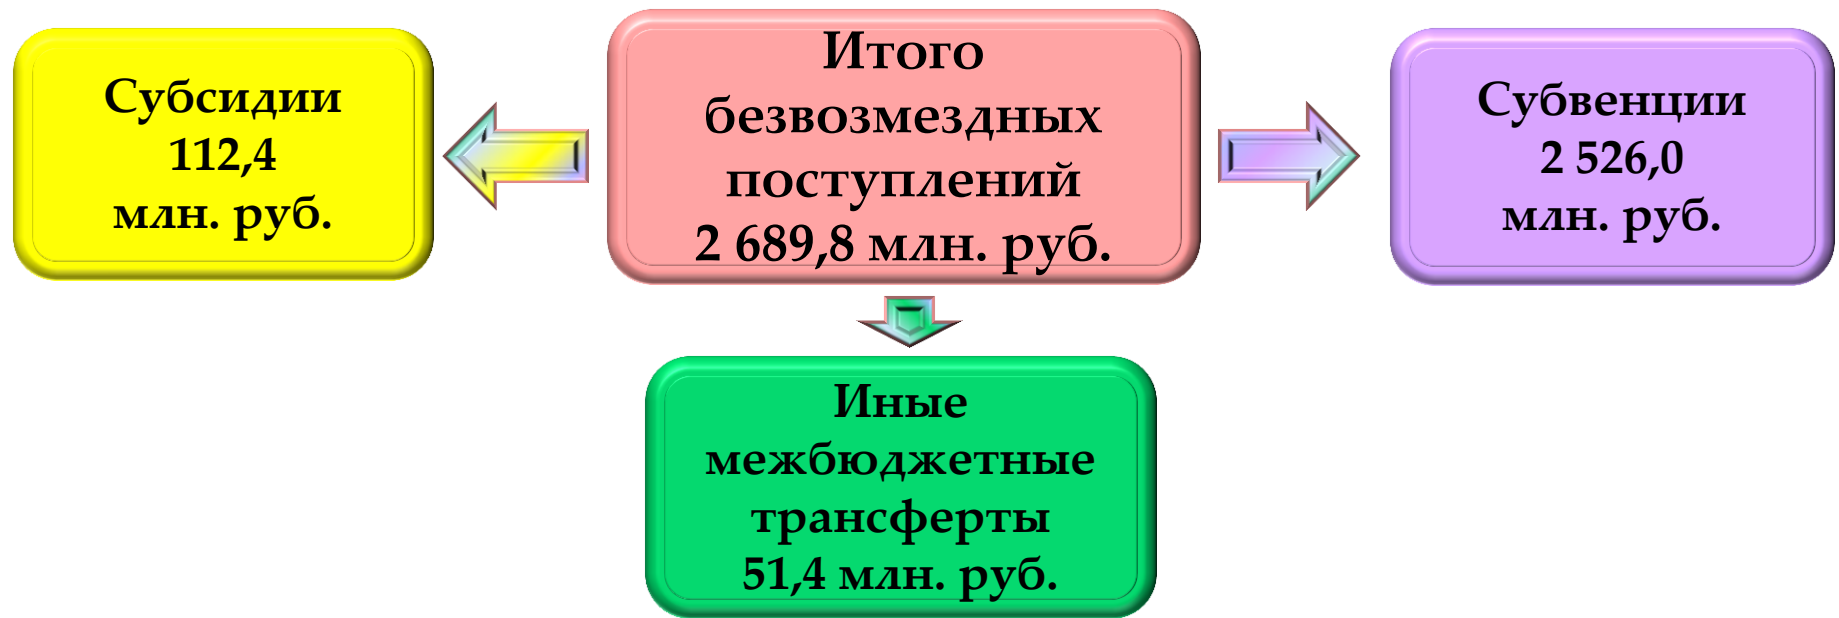 Субсидии
112,4
млн. руб.
Итого
безвозмездных
поступлений
2 689,8 млн. руб.
Субвенции
2 526,0
млн. руб.
Иные
межбюджетные
трансферты
51,4 млн. руб.